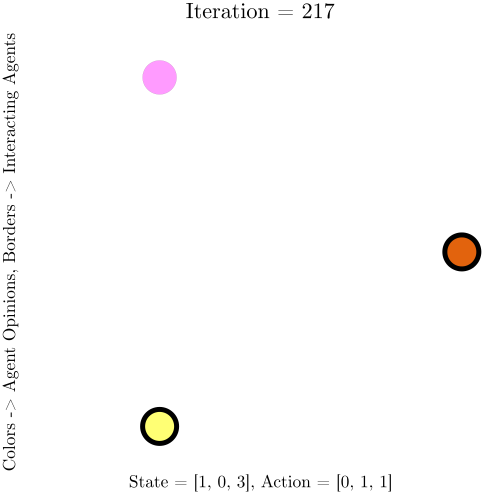 Iteration = 217
Colors -> Agent Opinions, Borders -> Interacting Agents
State = [1, 0, 3], Action = [0, 1, 1]